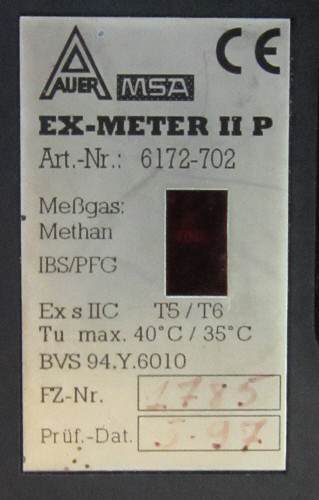 AUER MSA CE
EX-METER II P
Art.-Nr.: 6172-702
Meßgas:
Methan
IBS/PFG
Ex s IIC T5 / T6
Tu max. 40°C / 35°C
BVS 94.Y.6010
FZ-Nr. 1785
Prüf.-Dat. 5-97